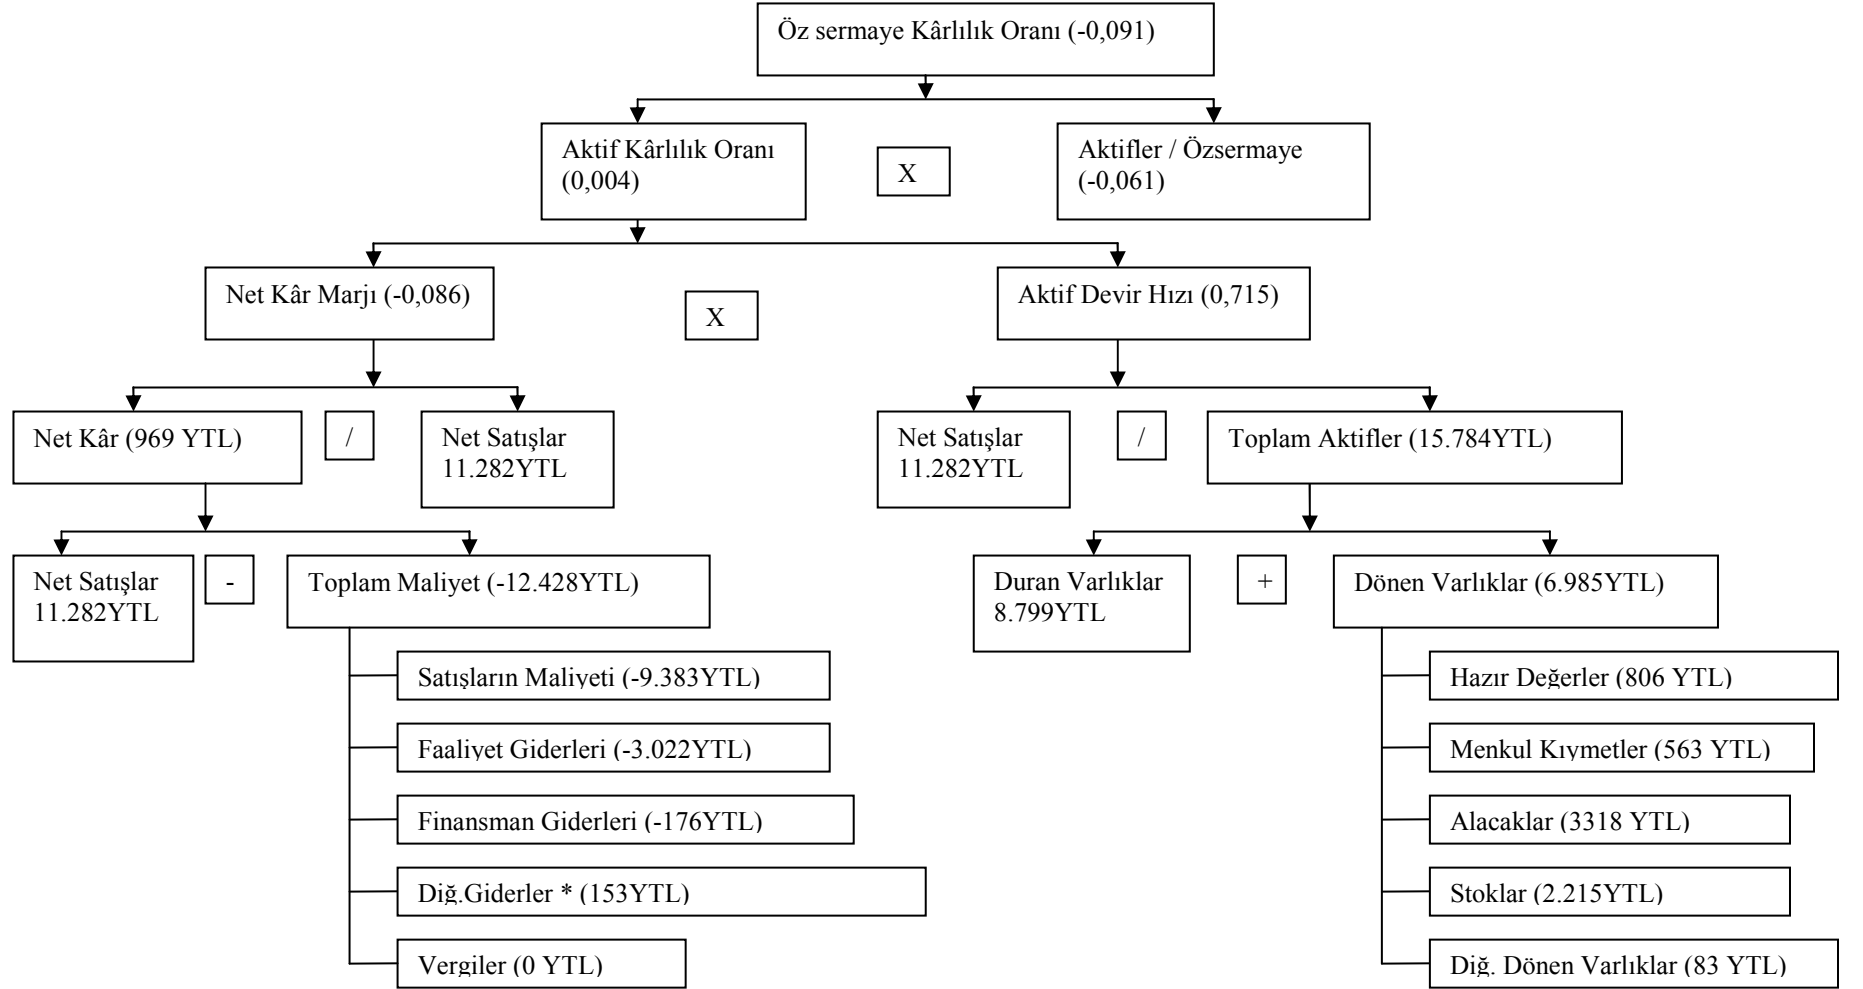 Öz sermaye Kârlılık Oranı (-0,091)
Aktif Kârlılık Oranı
(0,004)
X
Aktifler / Özsermaye
(-0,061)
Net Kâr Marjı (-0,086)
X
Aktif Devir Hızı (0,715)
Net Kâr (969 YTL)
/
Net Satışlar
11.282YTL
Net Satışlar
11.282YTL
/
Toplam Aktifler (15.784YTL)
Net Satışlar
11.282YTL
-
Toplam Maliyet (-12.428YTL)
Duran Varlıklar
8.799YTL
+
Dönen Varlıklar (6.985YTL)
Satışların Maliyeti (-9.383YTL)
Faaliyet Giderleri (-3.022YTL)
Finansman Giderleri (-176YTL)
Diğ.Giderler * (153YTL)
Vergiler (0 YTL)
Hazır Değerler (806 YTL)
Menkul Kıymetler (563 YTL)
Alacaklar (3318 YTL)
Stoklar (2.215YTL)
Diğ. Dönen Varlıklar (83 YTL)